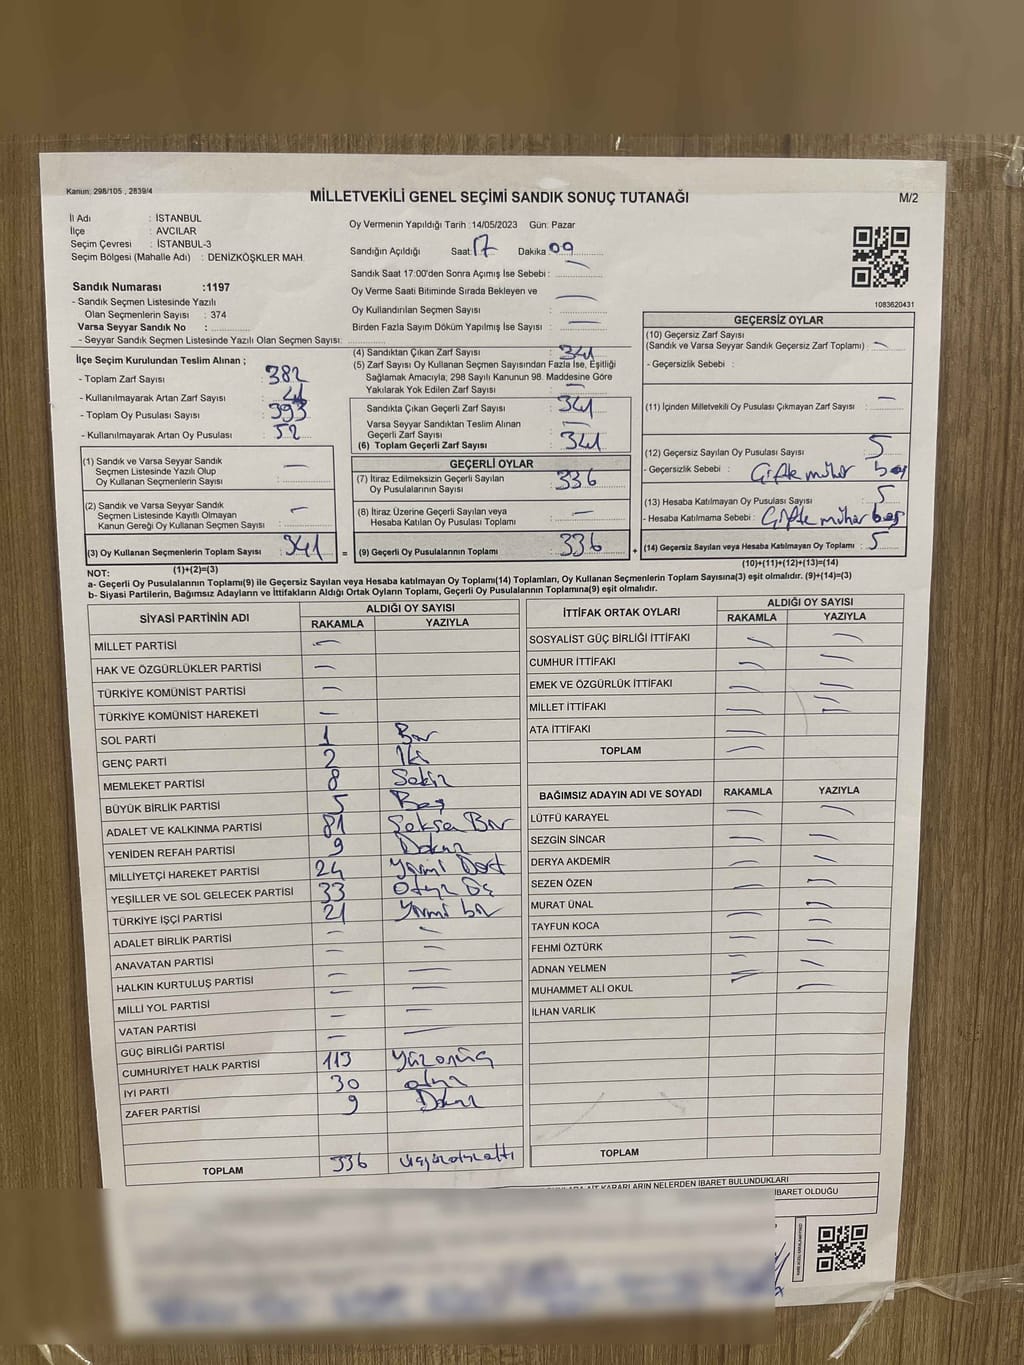 Kanun; 298/105 , 2839/4
MİLLETVEKİLİ GENEL SEÇİMİ SANDIK SONUÇ TUTANAĞI
M/2
İl Adı : İSTANBUL
İlçe : AVCILAR
Seçim Çevresi : İSTANBUL-3
Seçim Bölgesi (Mahalle Adı) : DENİZKÖŞKLER MAH.
Oy Vermenin Yapıldığı Tarih :14/05/2023 Gün: Pazar
Sandığın Açıldığı Saat: 17 Dakika: 09
Sandık Saat 17:00'den Sonra Açımış İse Sebebi : —
Oy Verme Saati Bitiminde Sırada Bekleyen ve
Oy Kullandırılan Seçmen Sayısı : —
Birden Fazla Sayım Döküm Yapılmış İse Sayısı : —
1083620431
Sandık Numarası :1197
- Sandık Seçmen Listesinde Yazılı
Olan Seçmenlerin Sayısı : 374
Varsa Seyyar Sandık No :
- Seyyar Sandık Seçmen Listesinde Yazılı Olan Seçmen Sayısı:
İlçe Seçim Kurulundan Teslim Alınan ;
- Toplam Zarf Sayısı : 382
- Kullanılmayarak Artan Zarf Sayısı : 41
- Toplam Oy Pusulası Sayısı : 393
- Kullanılmayarak Artan Oy Pusulası : 52
(1) Sandık ve Varsa Seyyar Sandık
Seçmen Listesinde Yazılı Olup
Oy Kullanan Seçmenlerin Sayısı : —
(2) Sandık ve Varsa Seyyar Sandık
Seçmen Listesinde Kayıtlı Olmayan
Kanun Gereği Oy Kullanan Seçmen Sayısı : —
(3) Oy Kullanan Seçmenlerin Toplam Sayısı : 341
(1)+(2)=(3)
(4) Sandıktan Çıkan Zarf Sayısı : 341
(5) Zarf Sayısı Oy Kullanan Seçmen Sayısından Fazla İse, Eşitliği
Sağlamak Amacıyla; 298 Sayılı Kanunun 98. Maddesine Göre
Yakılarak Yok Edilen Zarf Sayısı : —
Sandıkta Çıkan Geçerli Zarf Sayısı : 341
Varsa Seyyar Sandıktan Teslim Alınan
Geçerli Zarf Sayısı : —
(6) Toplam Geçerli Zarf Sayısı : 341
GEÇERLİ OYLAR
(7) İtiraz Edilmeksizin Geçerli Sayılan
Oy Pusulalarının Sayısı : 336
(8) İtiraz Üzerine Geçerli Sayılan veya
Hesaba Katılan Oy Pusulası Toplamı : —
= (9) Geçerli Oy Pusulalarının Toplamı : 336 +
GEÇERSİZ OYLAR
(10) Geçersiz Zarf Sayısı
(Sandık ve Varsa Seyyar Sandık Geçersiz Zarf Toplamı) : —
- Geçersizlik Sebebi :
(11) İçinden Milletvekili Oy Pusulası Çıkmayan Zarf Sayısı : —
(12) Geçersiz Sayılan Oy Pusulası Sayısı : 5
- Geçersizlik Sebebi : Çifte mühür beş
(13) Hesaba Katılmayan Oy Pusulası Sayısı : 5
- Hesaba Katılmama Sebebi : Çifte mühür beş
(14) Geçersiz Sayılan veya Hesaba Katılmayan Oy Toplamı : 5
(10)+(11)+(12)+(13)=(14)
NOT:
a- Geçerli Oy Pusulalarının Toplamı(9) ile Geçersiz Sayılan veya Hesaba katılmayan Oy Toplamı(14) Toplamları, Oy Kullanan Seçmenlerin Toplam Sayısına(3) eşit olmalıdır. (9)+(14)=(3)
b- Siyasi Partilerin, Bağımsız Adayların ve İttifakların Aldığı Ortak Oyların Toplamı, Geçerli Oy Pusulalarının Toplamına(9) eşit olmalıdır.
SİYASİ PARTİNİN ADI ALDIĞI OY SAYISI
RAKAMLA YAZIYLA
MİLLET PARTİSİ —
HAK VE ÖZGÜRLÜKLER PARTİSİ —
TÜRKİYE KOMÜNİST PARTİSİ —
TÜRKİYE KOMÜNİST HAREKETİ —
SOL PARTİ 1 Bir
GENÇ PARTİ 2 İki
MEMLEKET PARTİSİ 8 Sekiz
BÜYÜK BİRLİK PARTİSİ 5 Beş
ADALET VE KALKINMA PARTİSİ 81 Seksen Bir
YENİDEN REFAH PARTİSİ 9 Dokuz
MİLLİYETÇİ HAREKET PARTİSİ 24 Yirmi Dört
YEŞİLLER VE SOL GELECEK PARTİSİ 33 Otuz Üç
TÜRKİYE İŞÇİ PARTİSİ 21 Yirmi bir
ADALET BİRLİK PARTİSİ — —
ANAVATAN PARTİSİ — —
HALKIN KURTULUŞ PARTİSİ — —
MİLLİ YOL PARTİSİ — —
VATAN PARTİSİ — —
GÜÇ BİRLİĞİ PARTİSİ — —
CUMHURİYET HALK PARTİSİ 113 Yüzonüç
İYİ PARTİ 30 otuz
ZAFER PARTİSİ 9 Dokuz
TOPLAM 336 üçyüzotuzaltı
İTTİFAK ORTAK OYLARI ALDIĞI OY SAYISI
RAKAMLA YAZIYLA
SOSYALİST GÜÇ BİRLİĞİ İTTİFAKI — —
CUMHUR İTTİFAKI — —
EMEK VE ÖZGÜRLÜK İTTİFAKI — —
MİLLET İTTİFAKI — —
ATA İTTİFAKI — —
TOPLAM —
BAĞIMSIZ ADAYIN ADI VE SOYADI RAKAMLA YAZIYLA
LÜTFÜ KARAYEL — —
SEZGİN SİNCAR — —
DERYA AKDEMİR — —
SEZEN ÖZEN — —
MURAT ÜNAL — —
TAYFUN KOCA — —
FEHMİ ÖZTÜRK — —
ADNAN YELMEN — —
MUHAMMET ALİ OKUL — —
İLHAN VARLIK
TOPLAM
KARARLARIN NELERDEN İBARET BULUNDUKLARI
İBARET OLDUĞU